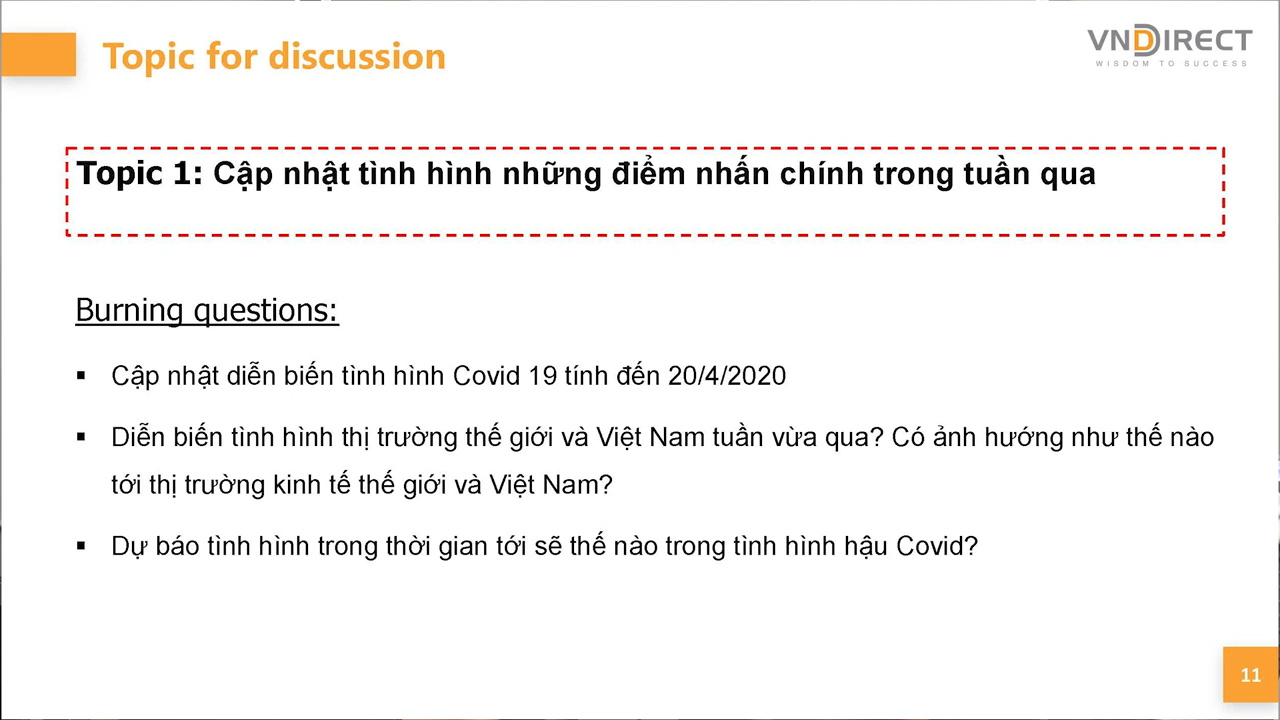 Topic for discussion
VNDIRECT
WISDOM TO SUCCESS
Topic 1: Cập nhật tình hình những điểm nhấn chính trong tuần qua
Burning questions:
▪ Cập nhật diễn biến tình hình Covid 19 tính đến 20/4/2020
▪ Diễn biến tình hình thị trường thế giới và Việt Nam tuần vừa qua? Có ảnh hướng như thế nào
tới thị trường kinh tế thế giới và Việt Nam?
▪ Dự báo tình hình trong thời gian tới sẽ thế nào trong tình hình hậu Covid?
11